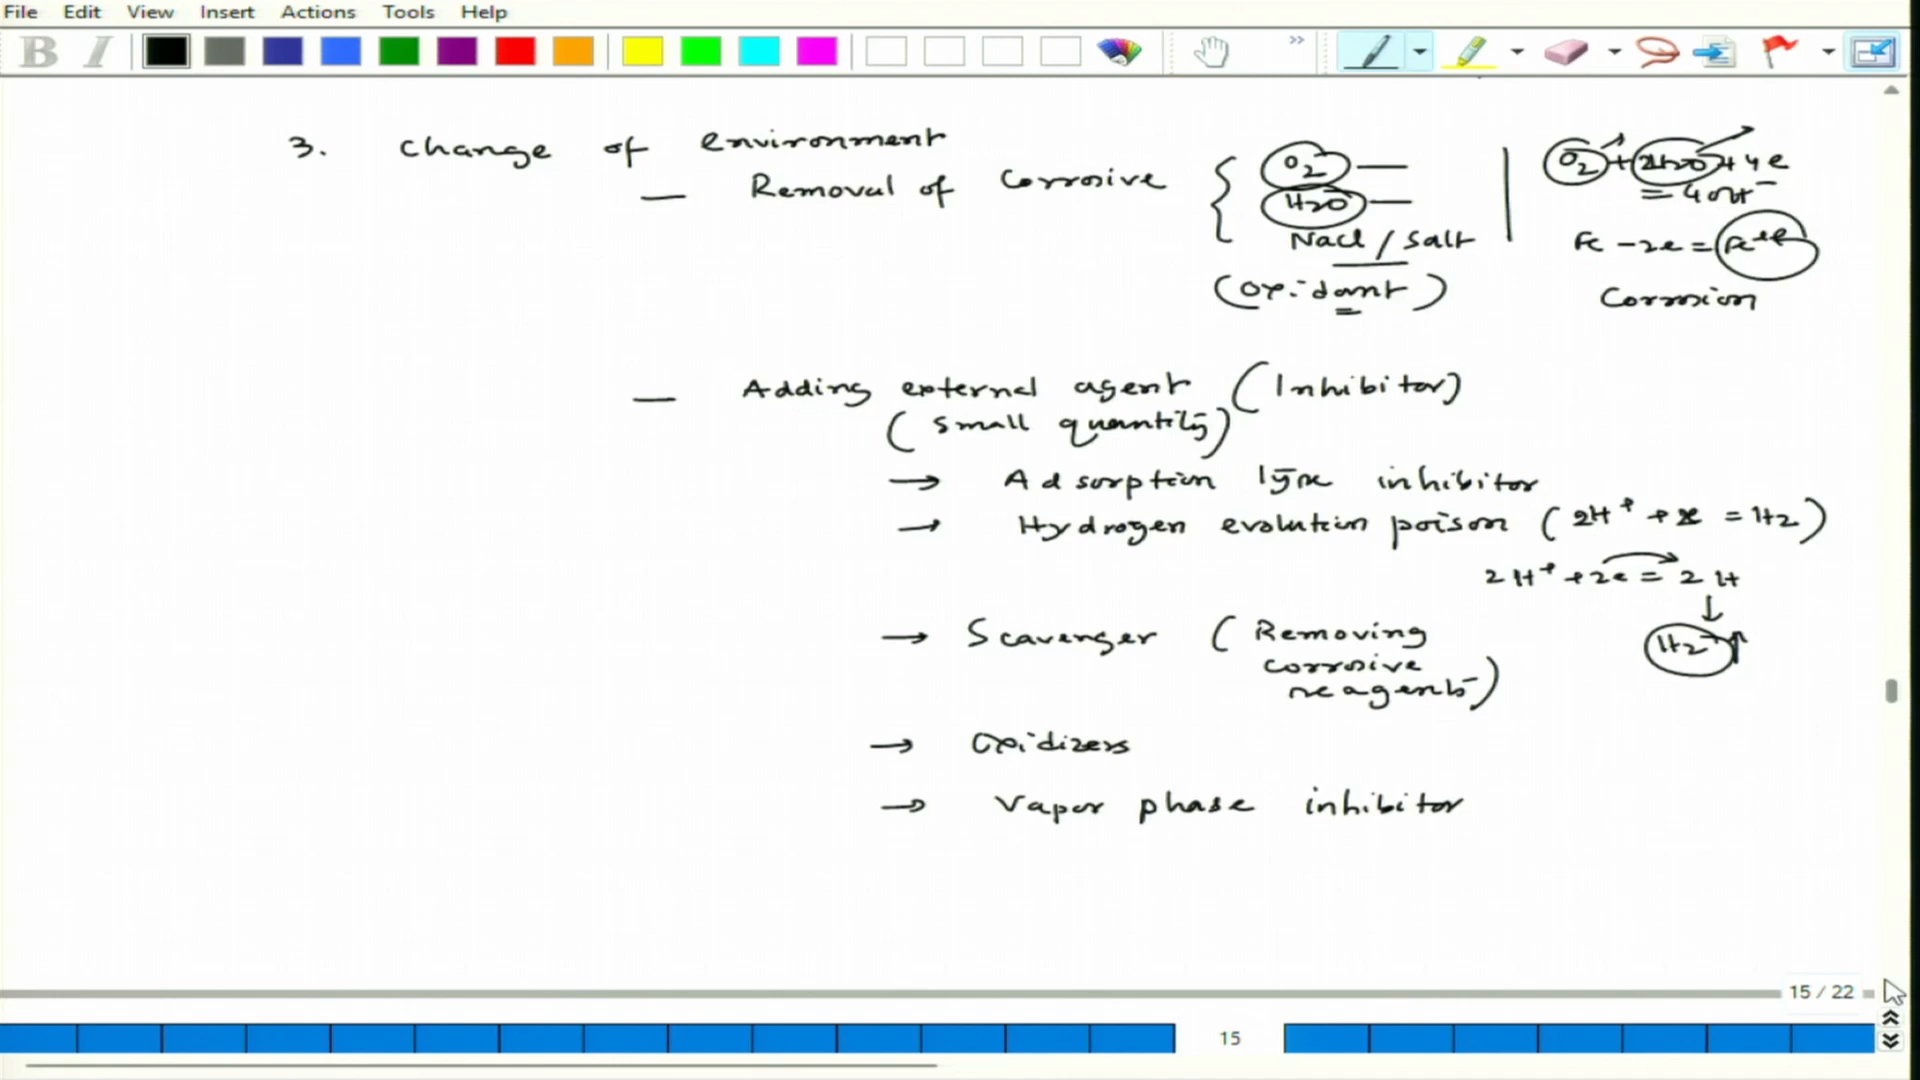 File Edit View Insert Actions Tools Help
B I
3. Change of environment
— Removal of Corrosive { O2 —
H2O —
NaCl / Salt
(Oxidant)
O2 + 2H2O + 4e
= 4OH⁻
Fe - 2e = Fe++
Corrosion
— Adding external agent (Inhibitor)
(Small quantity)
→ Adsorption type inhibitor
→ Hydrogen evolution poison (2H+ + = H2)
2H+ + 2e = 2H
↓
H2 ↑
→ Scavenger (Removing
corrosive
reagents)
→ Oxidizers
→ Vapor phase inhibitor
15 / 22
15